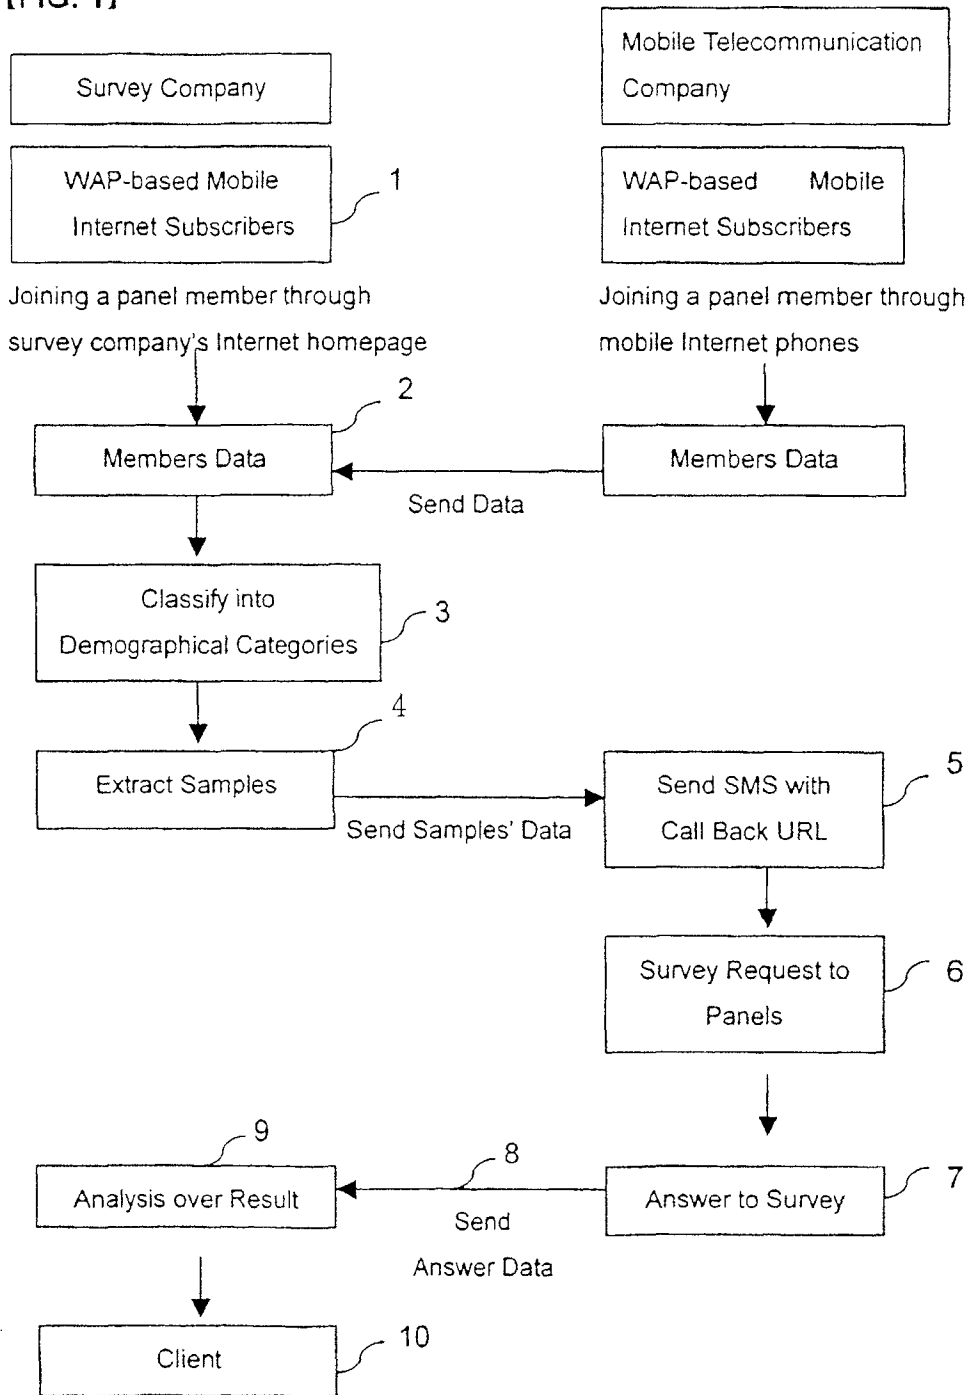 [FIG. 1]
Survey Company
Mobile Telecommunication
Company
WAP-based Mobile
Internet Subscribers
1
WAP-based Mobile
Internet Subscribers
Joining a panel member through
survey company's Internet homepage
Joining a panel member through
mobile Internet phones
2
Members Data
Members Data
Send Data
Classify into
Demographical Categories
3
4
Extract Samples
Send Samples' Data
Send SMS with
Call Back URL
5
Survey Request to
Panels
6
9
Analysis over Result
8
Send
Answer Data
Answer to Survey
7
Client
10